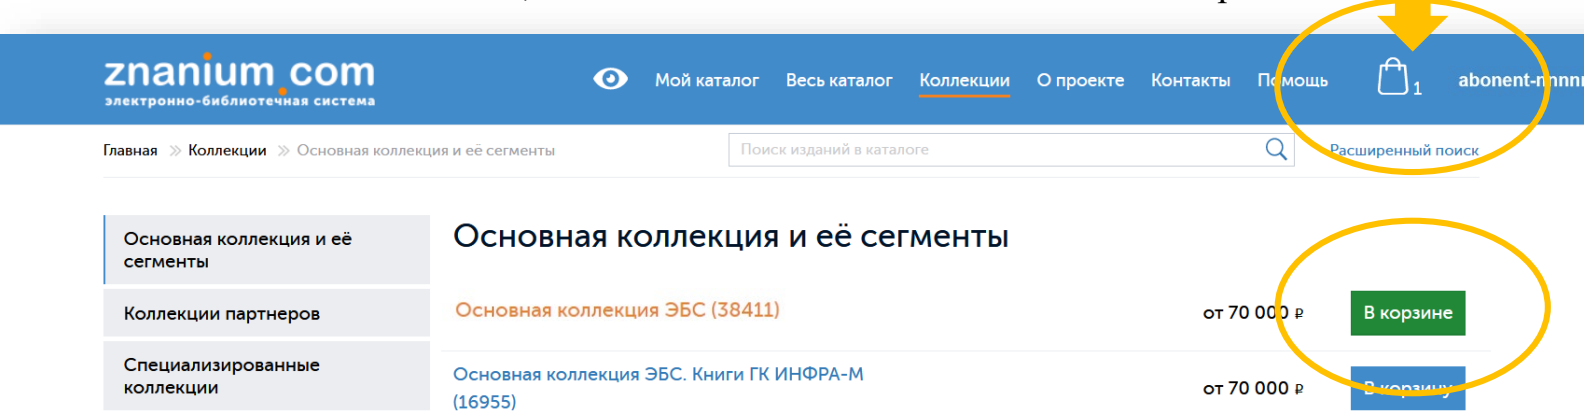 znanium.com
электронно-библиотечная система
Мой каталог Весь каталог Коллекции О проекте Контакты Помощь 1
Главная » Коллекции » Основная коллекция и её сегменты
Поиск изданий в каталоге
Расширенный поиск
Основная коллекция и её
сегменты
Коллекции партнеров
Специализированные
коллекции
Основная коллекция и её сегменты
Основная коллекция ЭБС (38411) от 70 000 ₽ В корзине
Основная коллекция ЭБС. Книги ГК ИНФРА-М
(16955) от 70 000 ₽ В корзину